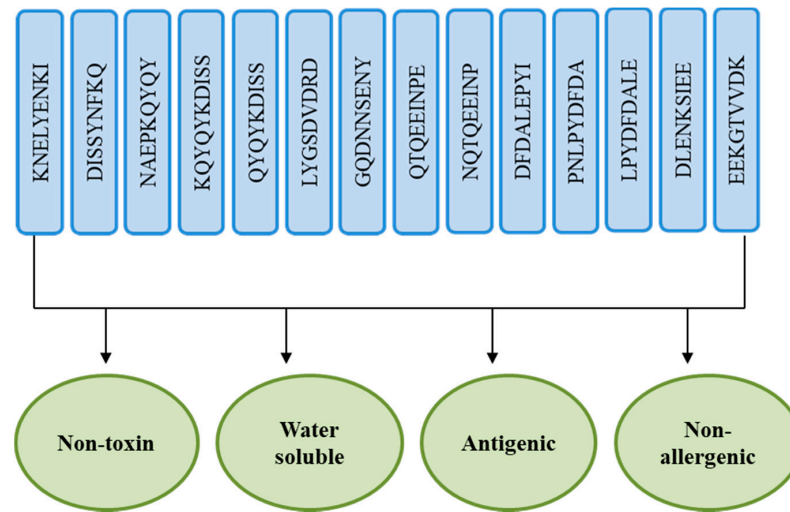 KNELYENKI
DISSYNFKQ
NAEPKQYQY
KQYQYKDISS
QYQYKDISS
LYGSDVDRD
GQDNNSENY
QTQEEINPE
NQTQEEINP
DFDALEPYI
PNLPYDFDA
LPYDFDALE
DLENKSIEE
EEKGTVVDK
Non-toxin
Water
soluble
Antigenic
Non-
allergenic